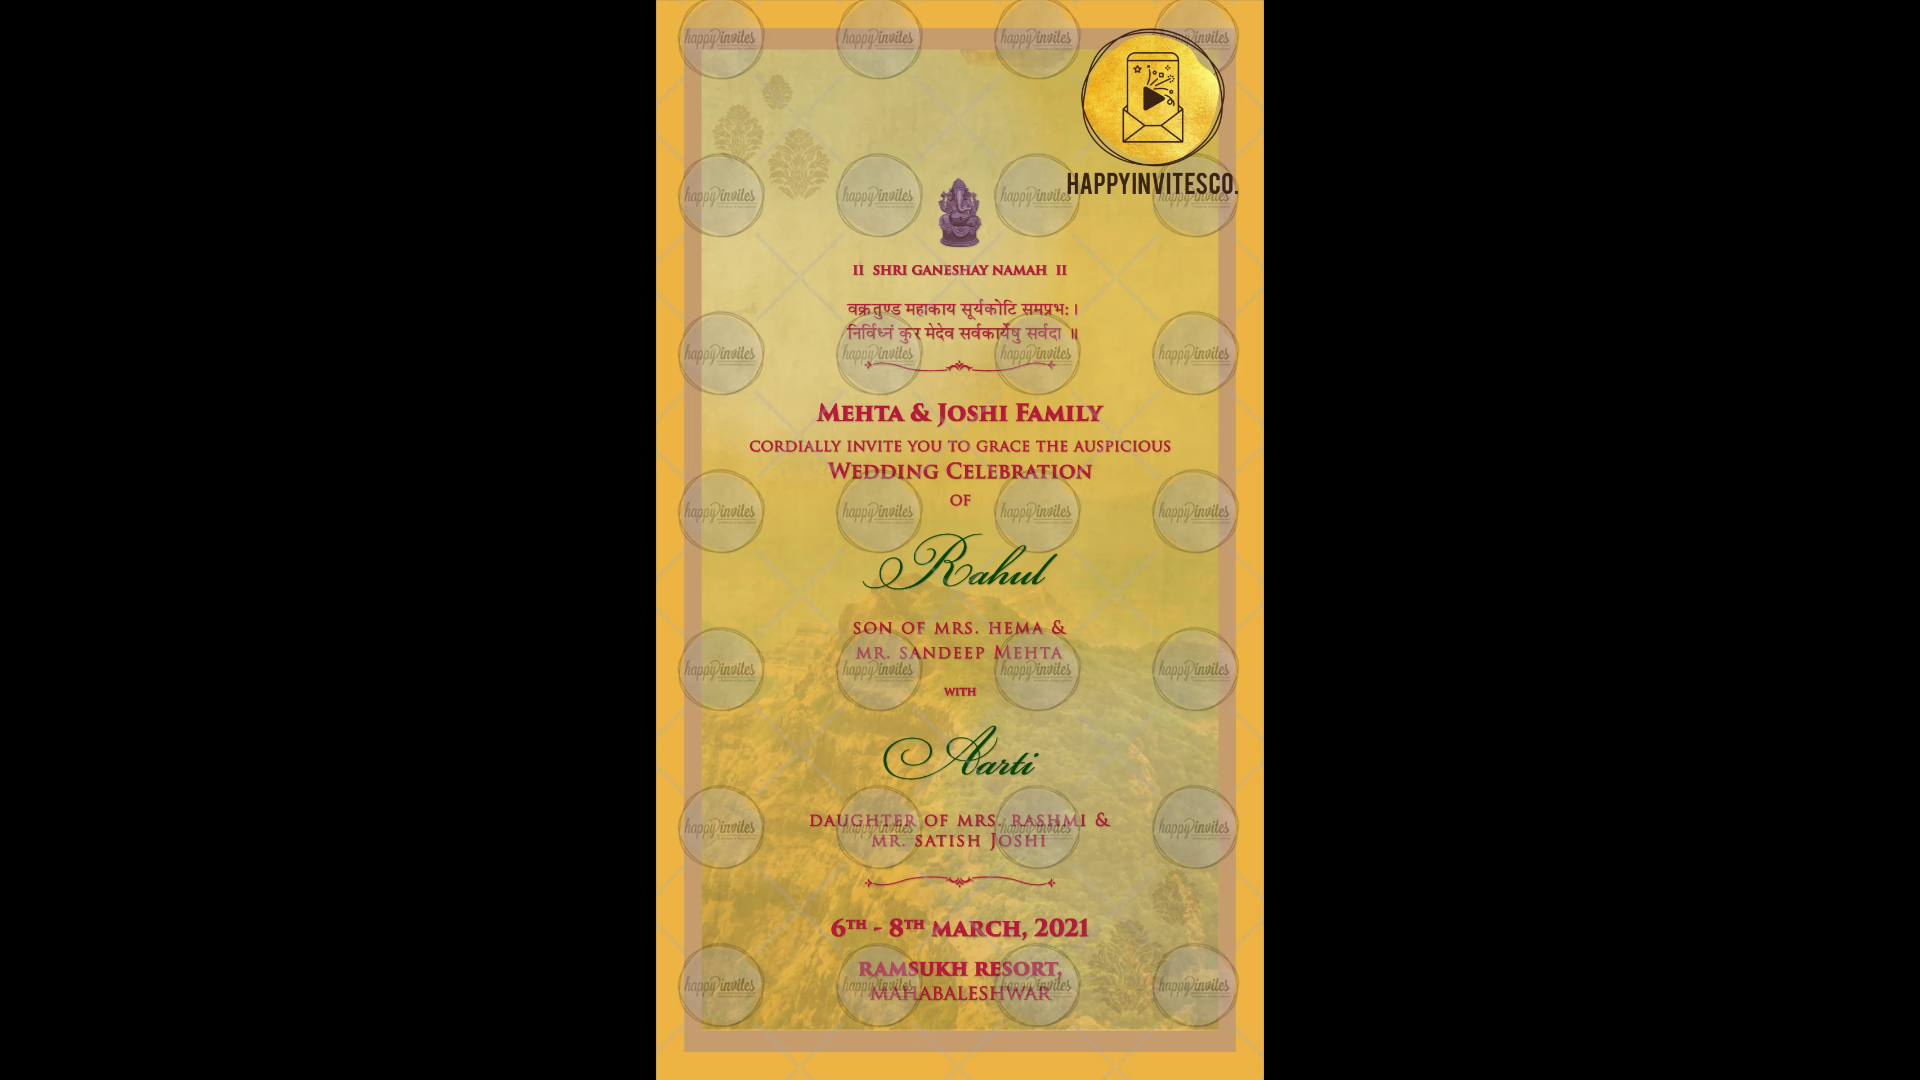 HAPPYINVITESCO.
II SHRI GANESHAY NAMAH II
वक्रतुण्ड महाकाय सूर्यकोटि समप्रभ: ।
निर्विध्नं कुर मेदेव सर्वकार्येषु सर्वदा ॥
MEHTA & JOSHI FAMILY
CORDIALLY INVITE YOU TO GRACE THE AUSPICIOUS
WEDDING CELEBRATION
OF
Rahul
SON OF MRS. HEMA &
MR. SANDEEP MEHTA
WITH
Aarti
DAUGHTER OF MRS. RASHMI &
MR. SATISH JOSHI
6TH - 8TH MARCH, 2021
RAMSUKH RESORT,
MAHABALESHWAR
happy invites